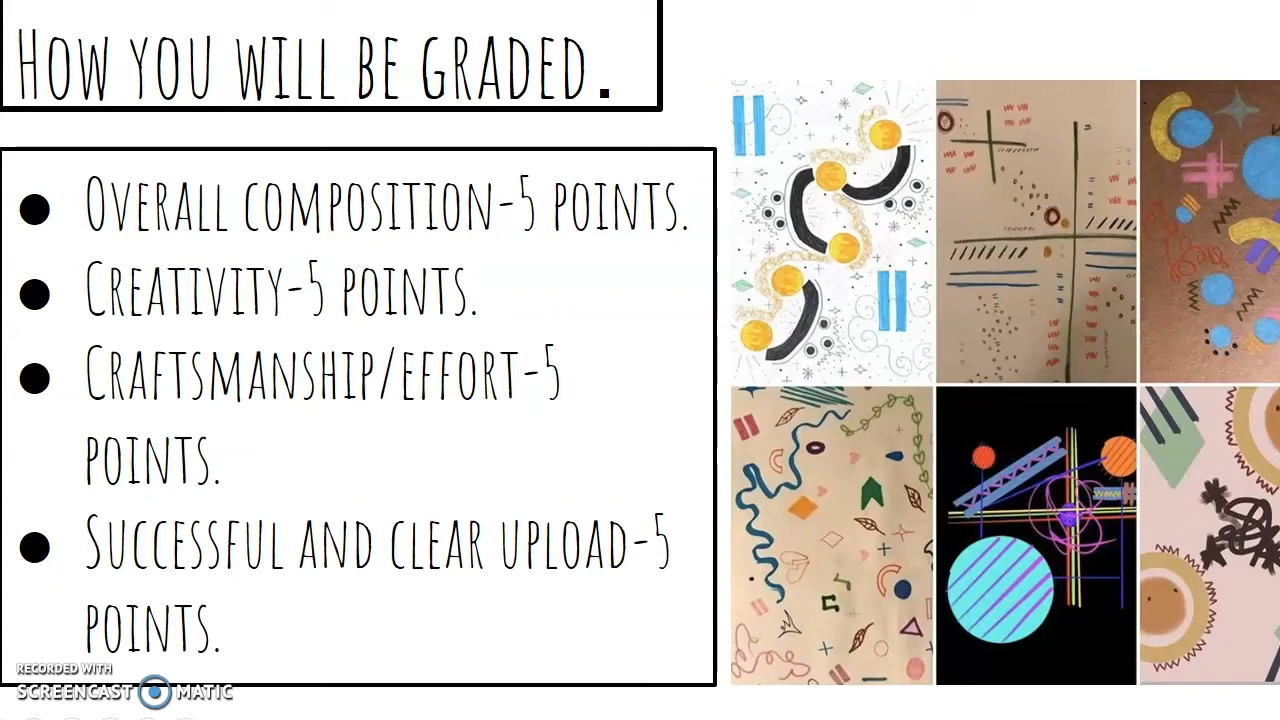 HOW YOU WILL BE GRADED.
● OVERALL COMPOSITION-5 POINTS.
● CREATIVITY-5 POINTS.
● CRAFTSMANSHIP/EFFORT-5
POINTS.
● SUCCESSFUL AND CLEAR UPLOAD-5
POINTS.
RECORDED WITH
SCREENCAST MATIC